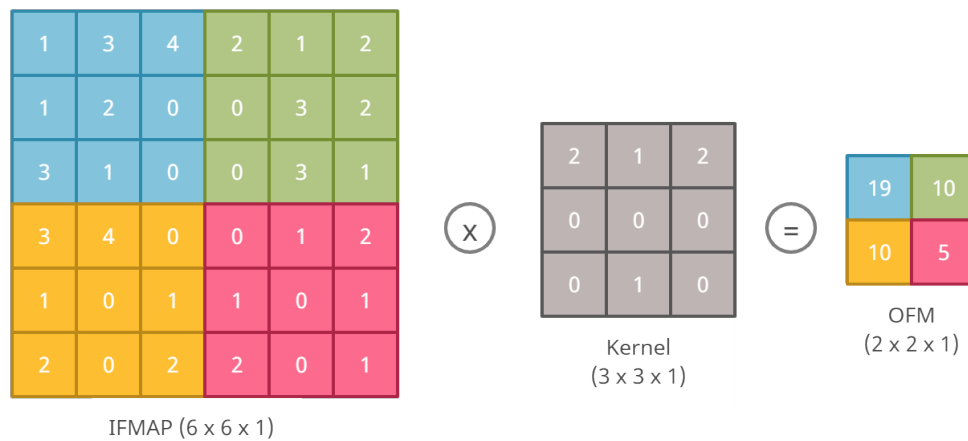 1 3 4 2 1 2
1 2 0 0 3 2
3 1 0 0 3 1
3 4 0 0 1 2
1 0 1 1 0 1
2 0 2 2 0 1
IFMAP (6 x 6 x 1)
x
2 1 2
0 0 0
0 1 0
Kernel
(3 x 3 x 1)
=
19 10
10 5
OFM
(2 x 2 x 1)